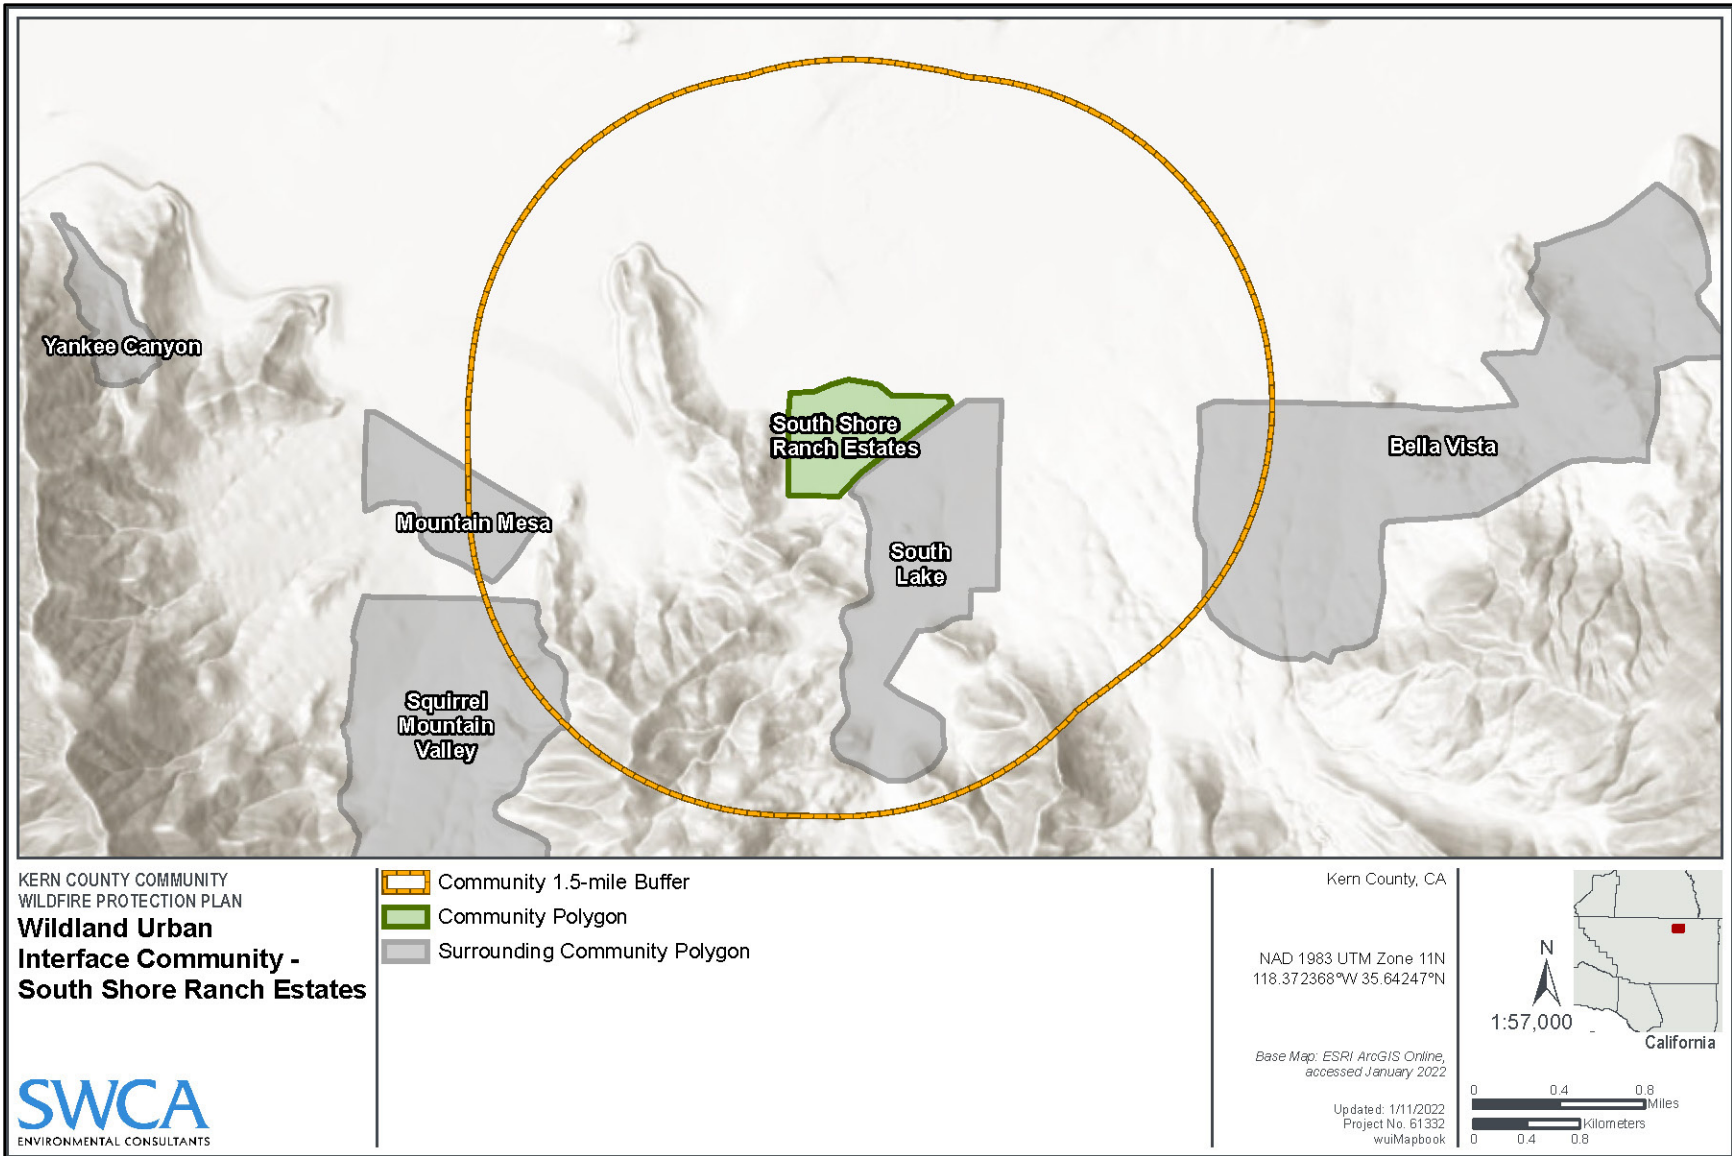 Yankee Canyon
Mountain Mesa
Squirrel
Mountain
Valley
South Shore
Ranch Estates
South
Lake
Bella Vista
KERN COUNTY COMMUNITY
WILDFIRE PROTECTION PLAN
Wildland Urban
Interface Community -
South Shore Ranch Estates
SWCA
ENVIRONMENTAL CONSULTANTS
Community 1.5-mile Buffer
Community Polygon
Surrounding Community Polygon
Kern County, CA
NAD 1983 UTM Zone 11N
118.372368°W 35.64247°N
Base Map: ESRI ArcGIS Online,
accessed January 2022
Updated: 1/11/2022
Project No. 61332
wuiMapbook
N
1:57,000
California
0 0.4 0.8
Miles
Kilometers
0 0.4 0.8